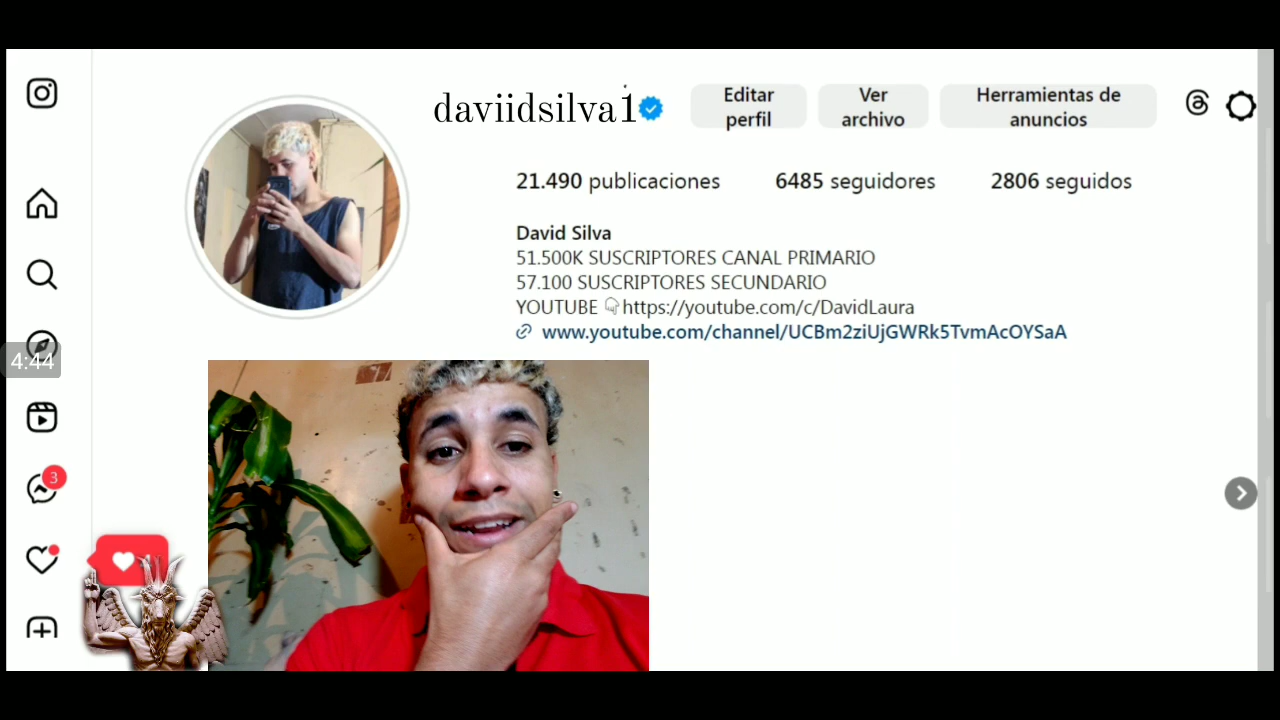 daviidsilva1
Editar
perfil
Ver
archivo
Herramientas de
anuncios
21.490 publicaciones 6485 seguidores 2806 seguidos
David Silva
51.500K SUSCRIPTORES CANAL PRIMARIO
57.100 SUSCRIPTORES SECUNDARIO
YOUTUBE 👇https://youtube.com/c/DavidLaura
www.youtube.com/channel/UCBm2ziUjGWRk5TvmAcOYSaA
4:44
3